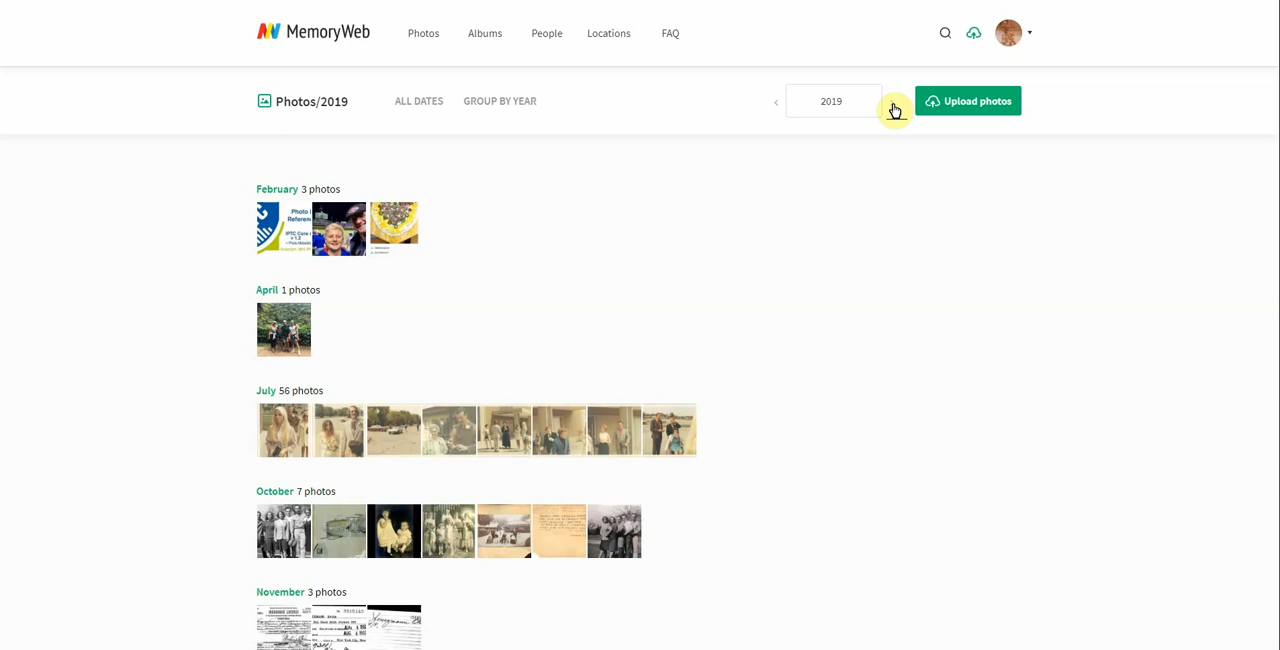 MemoryWeb
Photos Albums People Locations FAQ
Photos/2019 ALL DATES GROUP BY YEAR 2019 Upload photos
February 3 photos
April 1 photos
July 56 photos
October 7 photos
November 3 photos